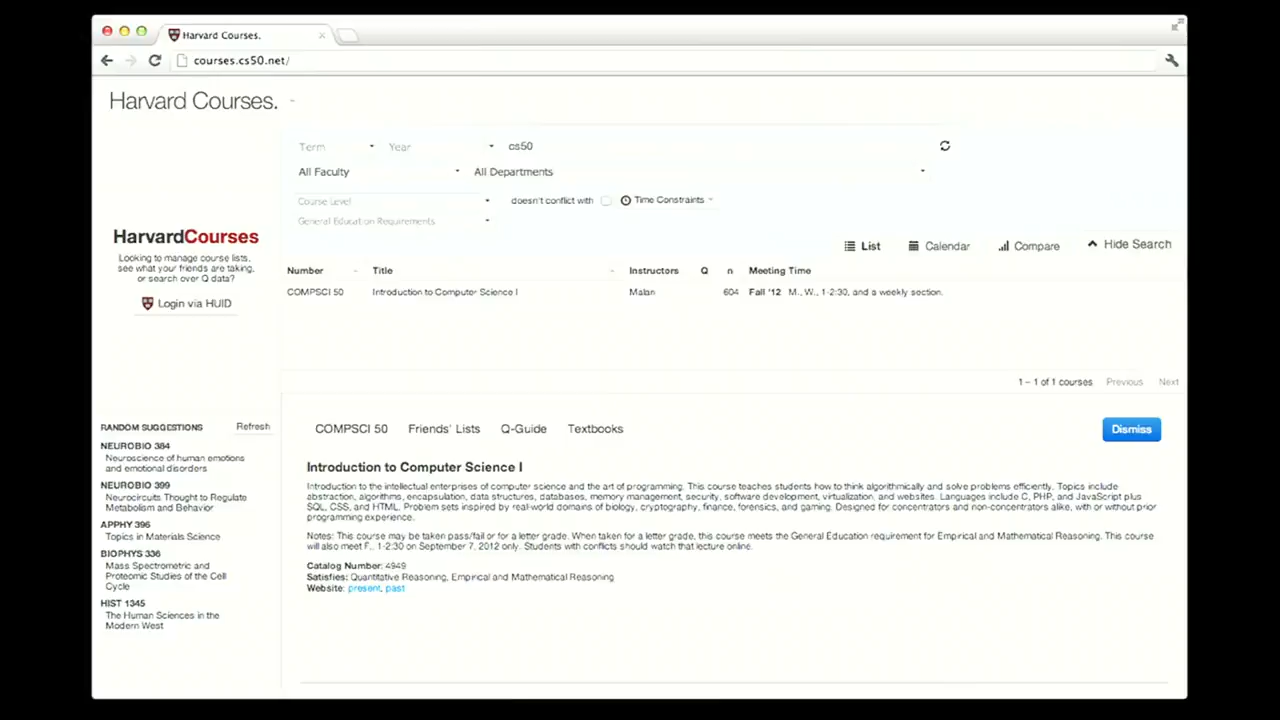 Harvard Courses.
courses.cs50.net/
Harvard Courses.
Term Year cs50
All Faculty All Departments
Course Level doesn't conflict with Time Constraints
General Education Requirements
HarvardCourses
Looking to manage course lists,
see what your friends are taking,
or search over Q data?
Login via HUID
List Calendar Compare Hide Search
Number Title Instructors Q n Meeting Time
COMPSCI 50 Introduction to Computer Science I Malan 604 Fall '12 M., W., 1-2:30, and a weekly section.
1 – 1 of 1 courses Previous Next
RANDOM SUGGESTIONS Refresh
NEUROBIO 384
Neuroscience of human emotions
and emotional disorders
NEUROBIO 399
Neurocircuits Thought to Regulate
Metabolism and Behavior
APPHY 396
Topics in Materials Science
BIOPHYS 336
Mass Spectrometric and
Proteomic Studies of the Cell
Cycle
HIST 1345
The Human Sciences in the
Modern West
COMPSCI 50 Friends' Lists Q-Guide Textbooks Dismiss
Introduction to Computer Science I
Introduction to the intellectual enterprises of computer science and the art of programming. This course teaches students how to think algorithmically and solve problems efficiently. Topics include
abstraction, algorithms, encapsulation, data structures, databases, memory management, security, software development, virtualization, and websites. Languages include C, PHP, and JavaScript plus
SQL, CSS, and HTML. Problem sets inspired by real-world domains of biology, cryptography, finance, forensics, and gaming. Designed for concentrators and non-concentrators alike, with or without prior
programming experience.
Notes: This course may be taken pass/fail or for a letter grade. When taken for a letter grade, this course meets the General Education requirement for Empirical and Mathematical Reasoning. This course
will also meet F., 1-2:30 on September 7, 2012 only. Students with conflicts should watch that lecture online.
Catalog Number: 4949
Satisfies: Quantitative Reasoning, Empirical and Mathematical Reasoning
Website: present, past